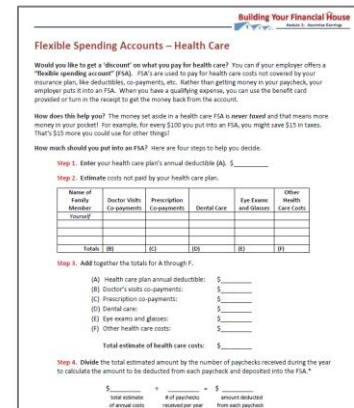 Building Your Financial House
Flexible Spending Accounts – Health Care
Would you like to get a 'discount' on what you pay for health care? You can if your employer offers a
"flexible spending account" (FSA). FSA's are used to pay for health care costs not covered by your
insurance plan, like deductibles, co-payments, etc. Rather than getting money in your paycheck, your
employer puts it into an FSA. When you have a qualifying expense, you can use the benefit card
provided or turn in the receipt to get the money back from the account.
How does this help you? The money set aside in a health care FSA is never taxed and that means more
money in your pocket! For example, for every $100 you put into an FSA, you might save $15 in taxes.
That's $15 more you could use for other things!
How much should you put into an FSA? Here are four steps to help you decide.
Step 1. Enter your health care plan's annual deductible (A). $________
Step 2. Estimate costs not paid by your health care plan.
Name of Family Member Doctor Visits Co-payments Prescription Co-payments Dental Care Eye Exams and Glasses Other Health Care Costs
Yourself
Totals (B) (C) (D) (E) (F)
Step 3. Add together the totals for A through F.
(A) Health care plan annual deductible: $________
(B) Doctor's visits co-payments: $________
(C) Prescription co-payments: $________
(D) Dental care: $________
(E) Eye exams and glasses: $________
(F) Other health care costs: $________
Total estimate of health care costs: $________
Step 4. Divide the total estimated amount by the number of paychecks received during the year
to calculate the amount to be deducted from each paycheck and deposited into the FSA.*
$________ ÷ ________ = $________
total estimate # of paychecks amount deducted
of annual costs received per year from each paycheck